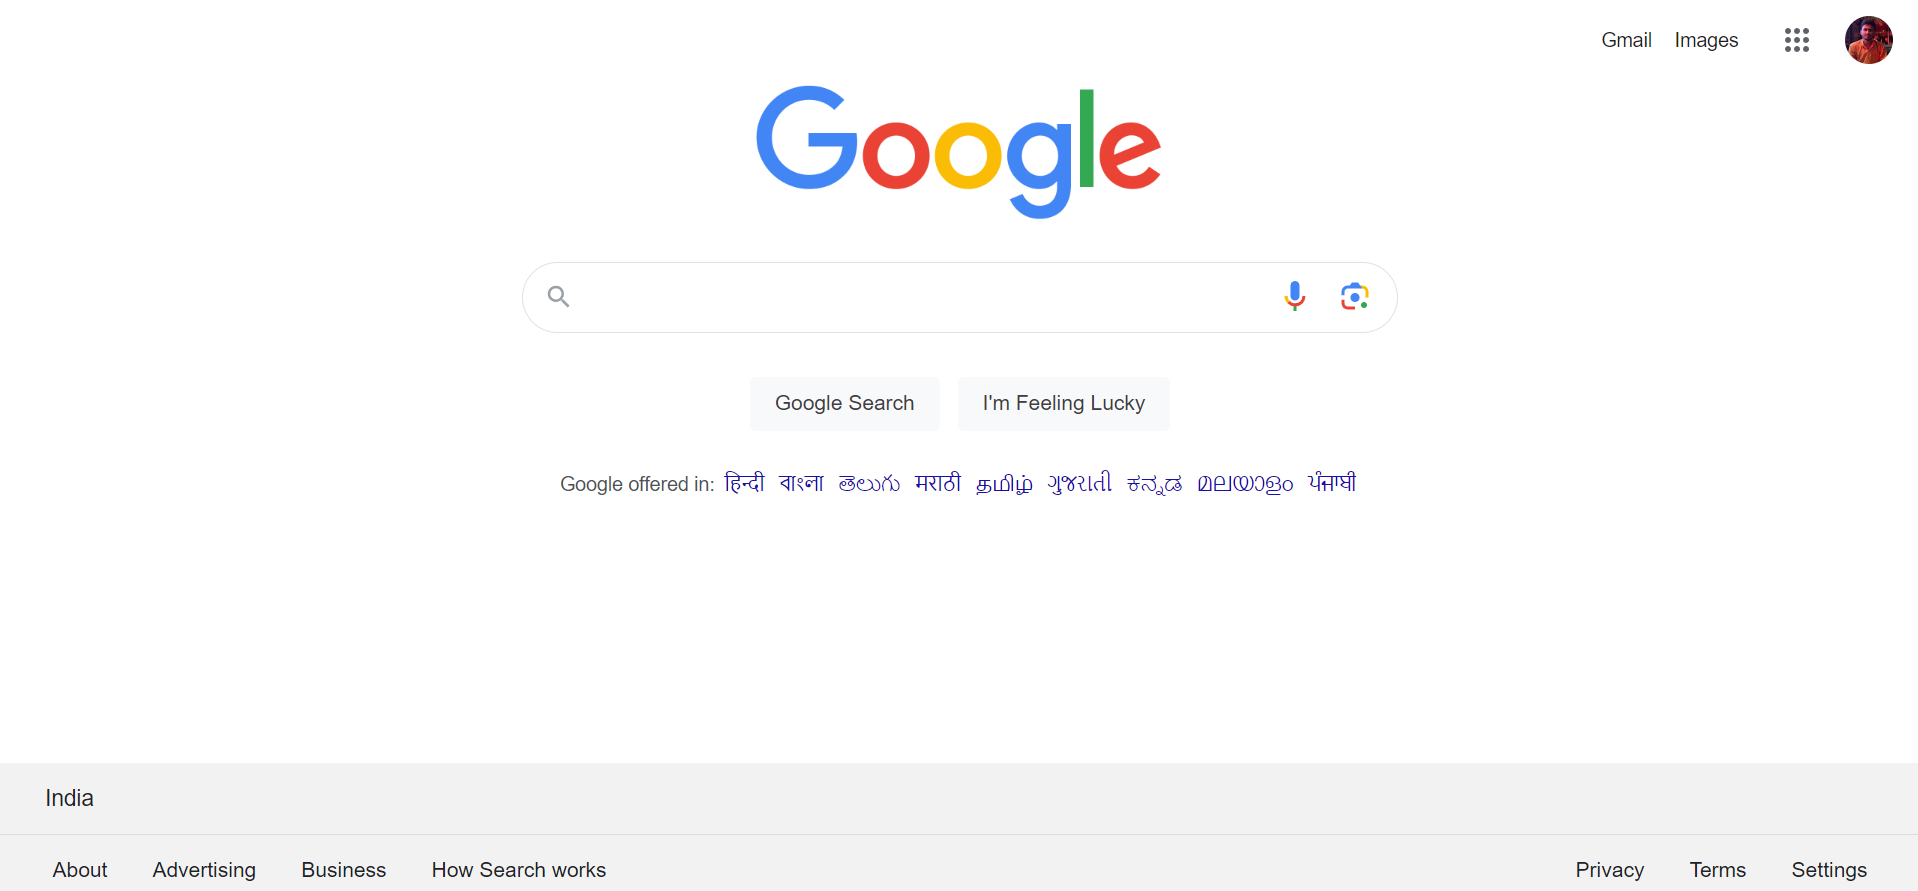 Gmail Images
Google
Google Search I'm Feeling Lucky
Google offered in: हिन्दी বাংলা తెలుగు मराठी தமிழ் ગુજરાતી ಕನ್ನಡ മലയാളം ਪੰਜਾਬੀ
India
About Advertising Business How Search works Privacy Terms Settings